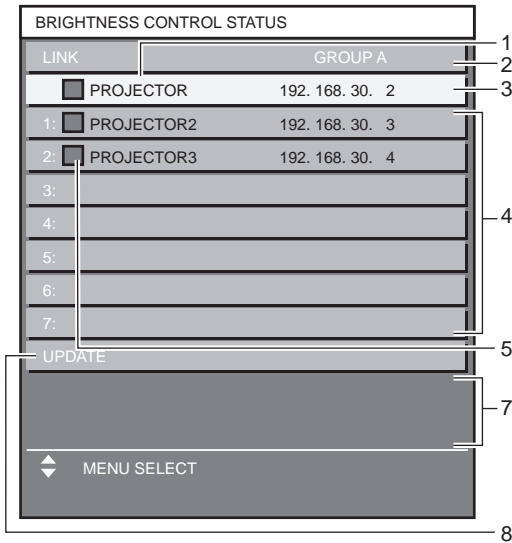 BRIGHTNESS CONTROL STATUS
LINK GROUP A
PROJECTOR 192. 168. 30. 2
1: PROJECTOR2 192. 168. 30. 3
2: PROJECTOR3 192. 168. 30. 4
3:
4:
5:
6:
7:
UPDATE
MENU SELECT
1
2
3
4
5
7
8